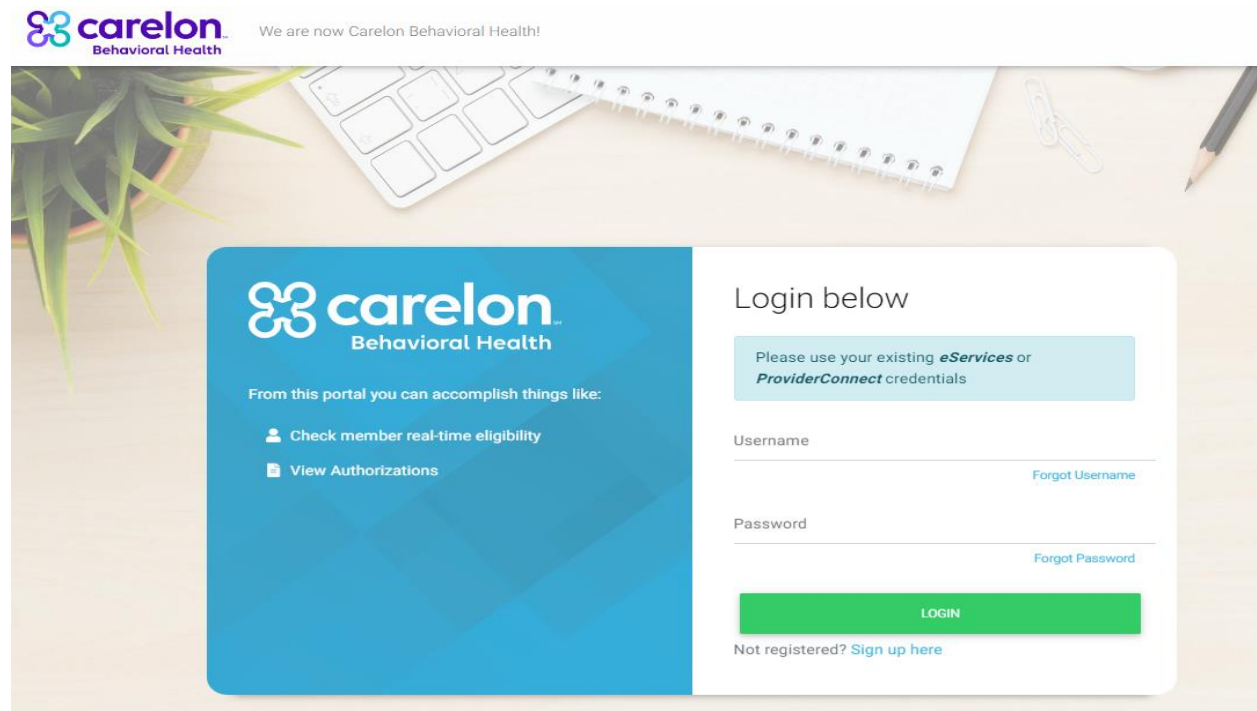 carelon
Behavioral Health
We are now Carelon Behavioral Health!
carelon
Behavioral Health
From this portal you can accomplish things like:
Check member real-time eligibility
View Authorizations
Login below
Please use your existing eServices or
ProviderConnect credentials
Username
Forgot Username
Password
Forgot Password
LOGIN
Not registered? Sign up here